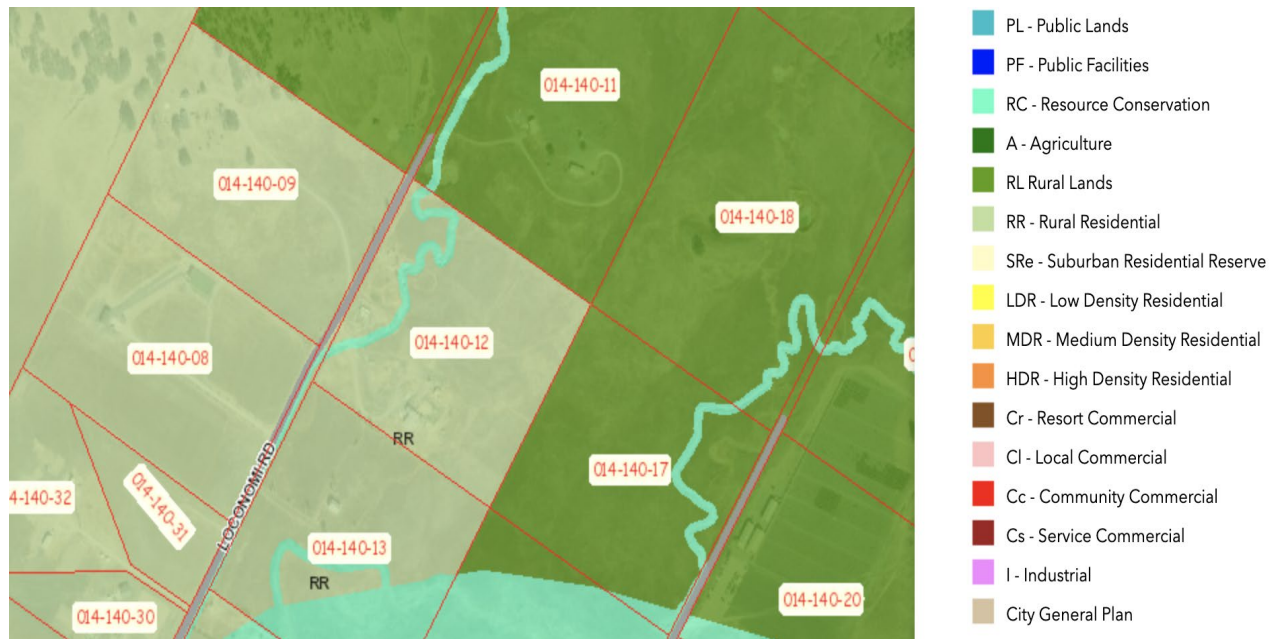 014-140-11
014-140-09
014-140-18
014-140-12
014-140-08
RR
014-140-17
4-140-32
014-140-31
LOCONOMI RD
014-140-13
RR
014-140-30
014-140-20
PL - Public Lands
PF - Public Facilities
RC - Resource Conservation
A - Agriculture
RL Rural Lands
RR - Rural Residential
SRe - Suburban Residential Reserve
LDR - Low Density Residential
MDR - Medium Density Residential
HDR - High Density Residential
Cr - Resort Commercial
Cl - Local Commercial
Cc - Community Commercial
Cs - Service Commercial
I - Industrial
City General Plan